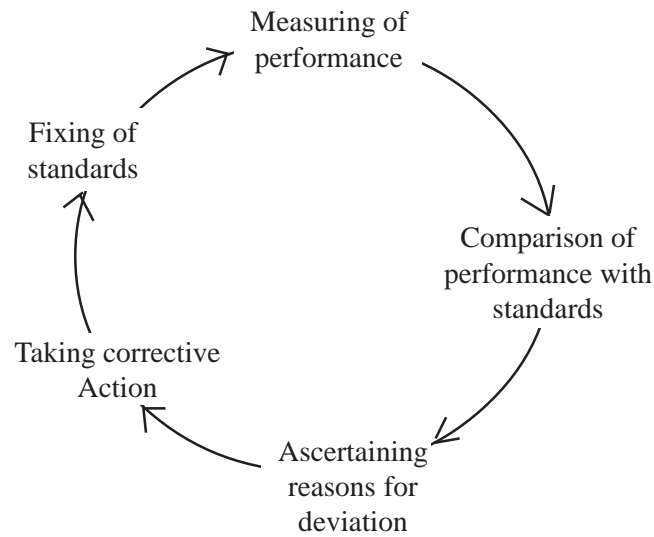 Measuring of
performance
Fixing of
standards
Comparison of
performance with
standards
Taking corrective
Action
Ascertaining
reasons for
deviation